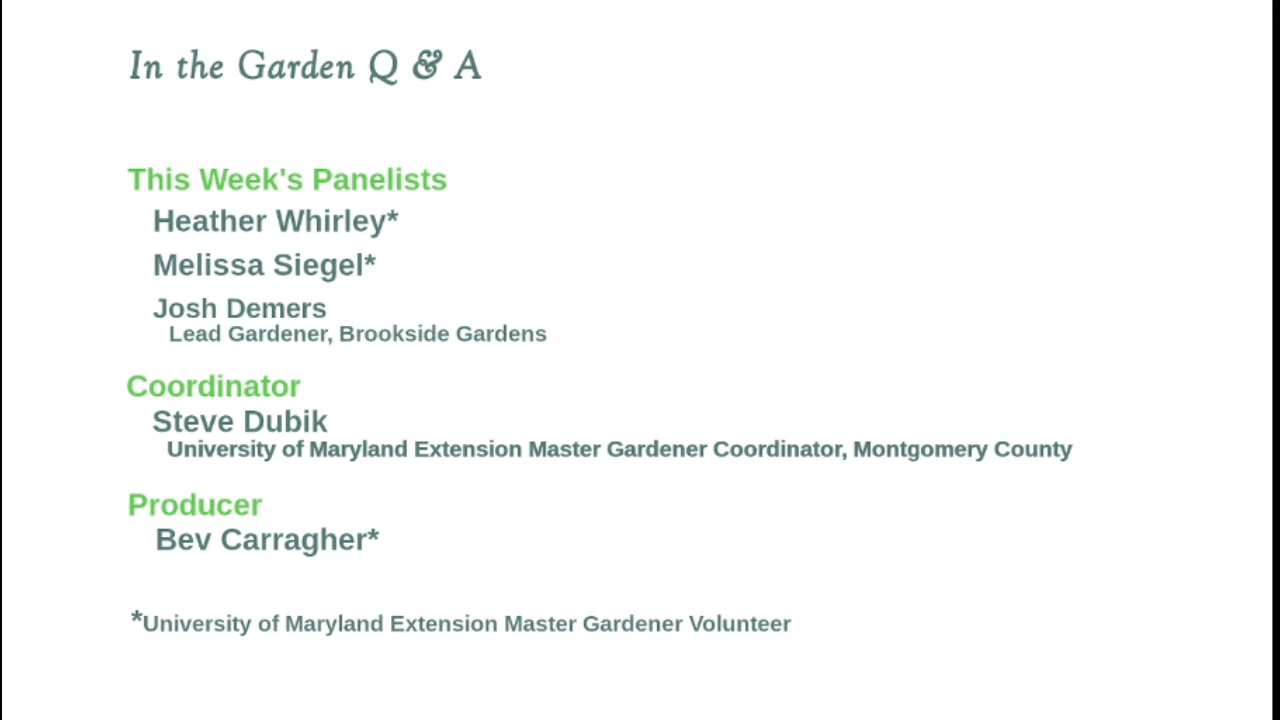 In the Garden Q & A
This Week's Panelists
Heather Whirley*
Melissa Siegel*
Josh Demers
Lead Gardener, Brookside Gardens
Coordinator
Steve Dubik
University of Maryland Extension Master Gardener Coordinator, Montgomery County
Producer
Bev Carragher*
*University of Maryland Extension Master Gardener Volunteer